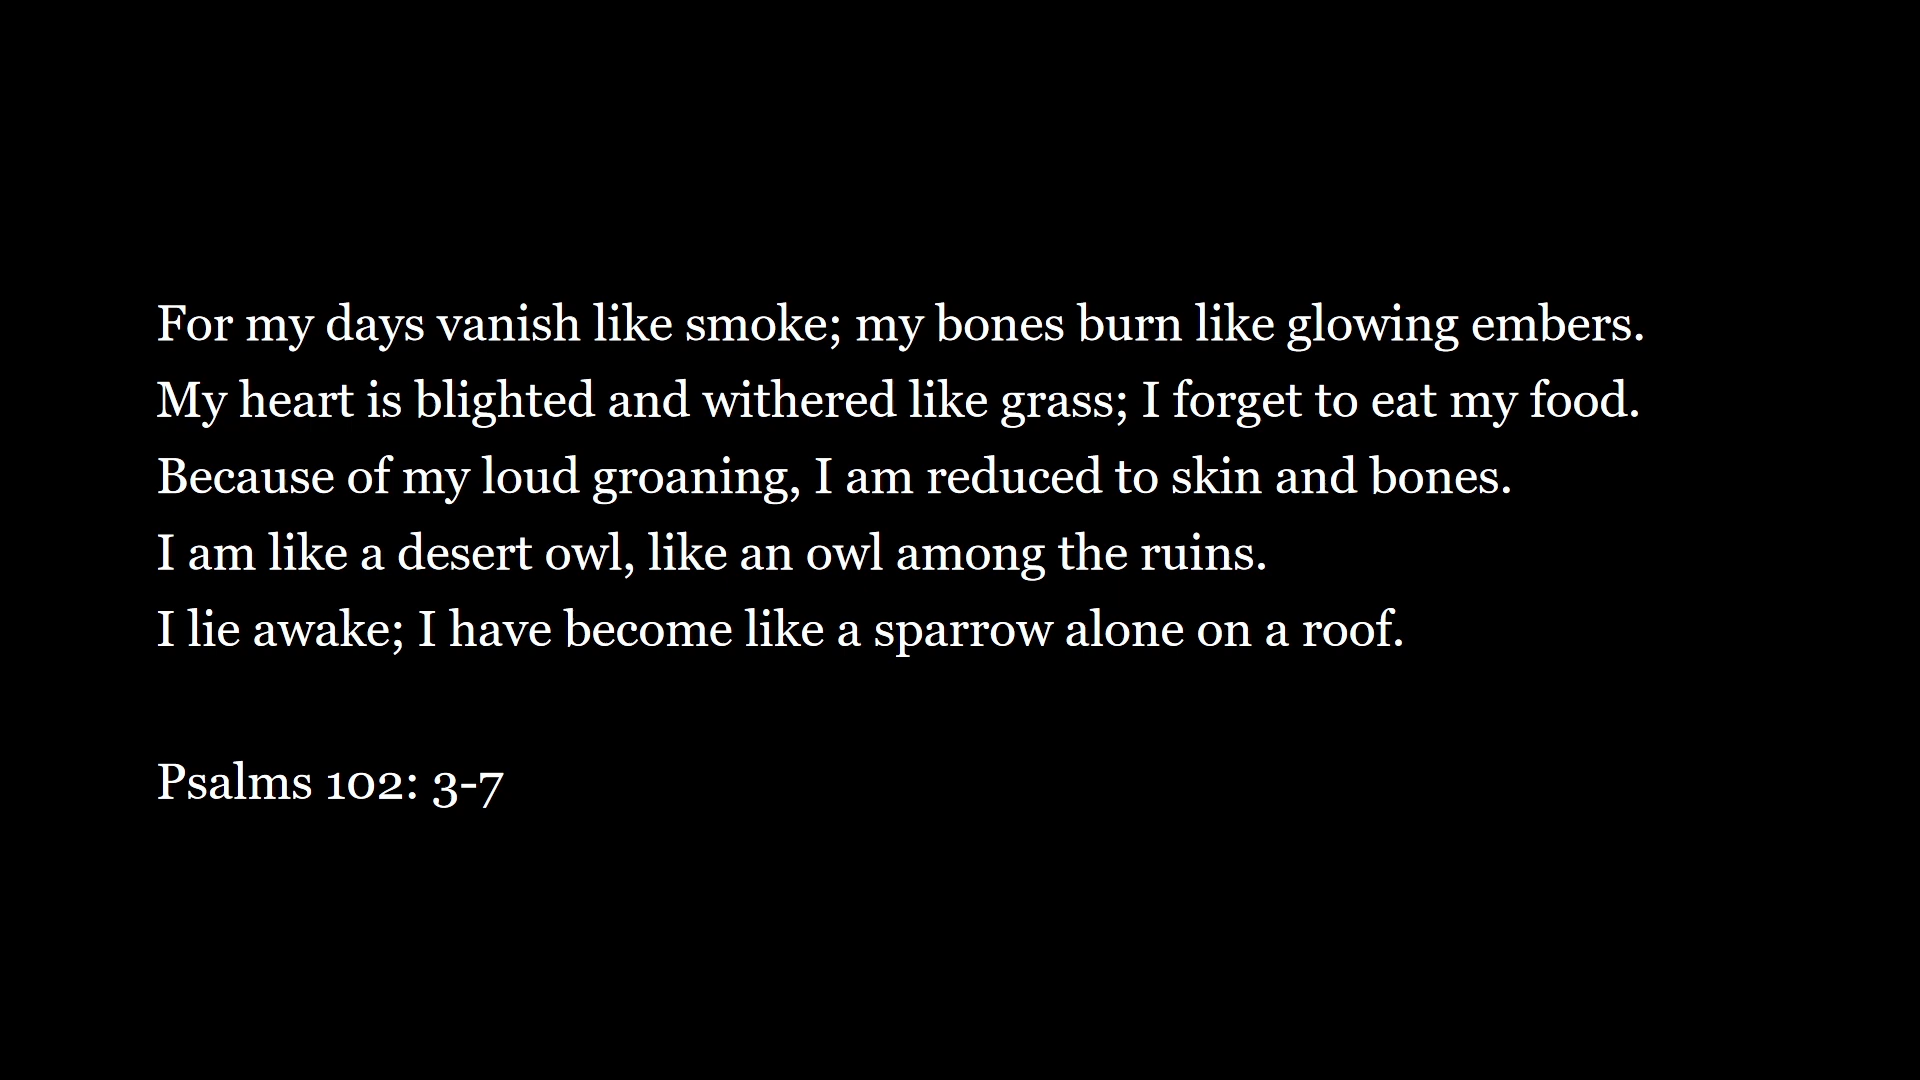 For my days vanish like smoke; my bones burn like glowing embers.
My heart is blighted and withered like grass; I forget to eat my food.
Because of my loud groaning, I am reduced to skin and bones.
I am like a desert owl, like an owl among the ruins.
I lie awake; I have become like a sparrow alone on a roof.
Psalms 102: 3-7